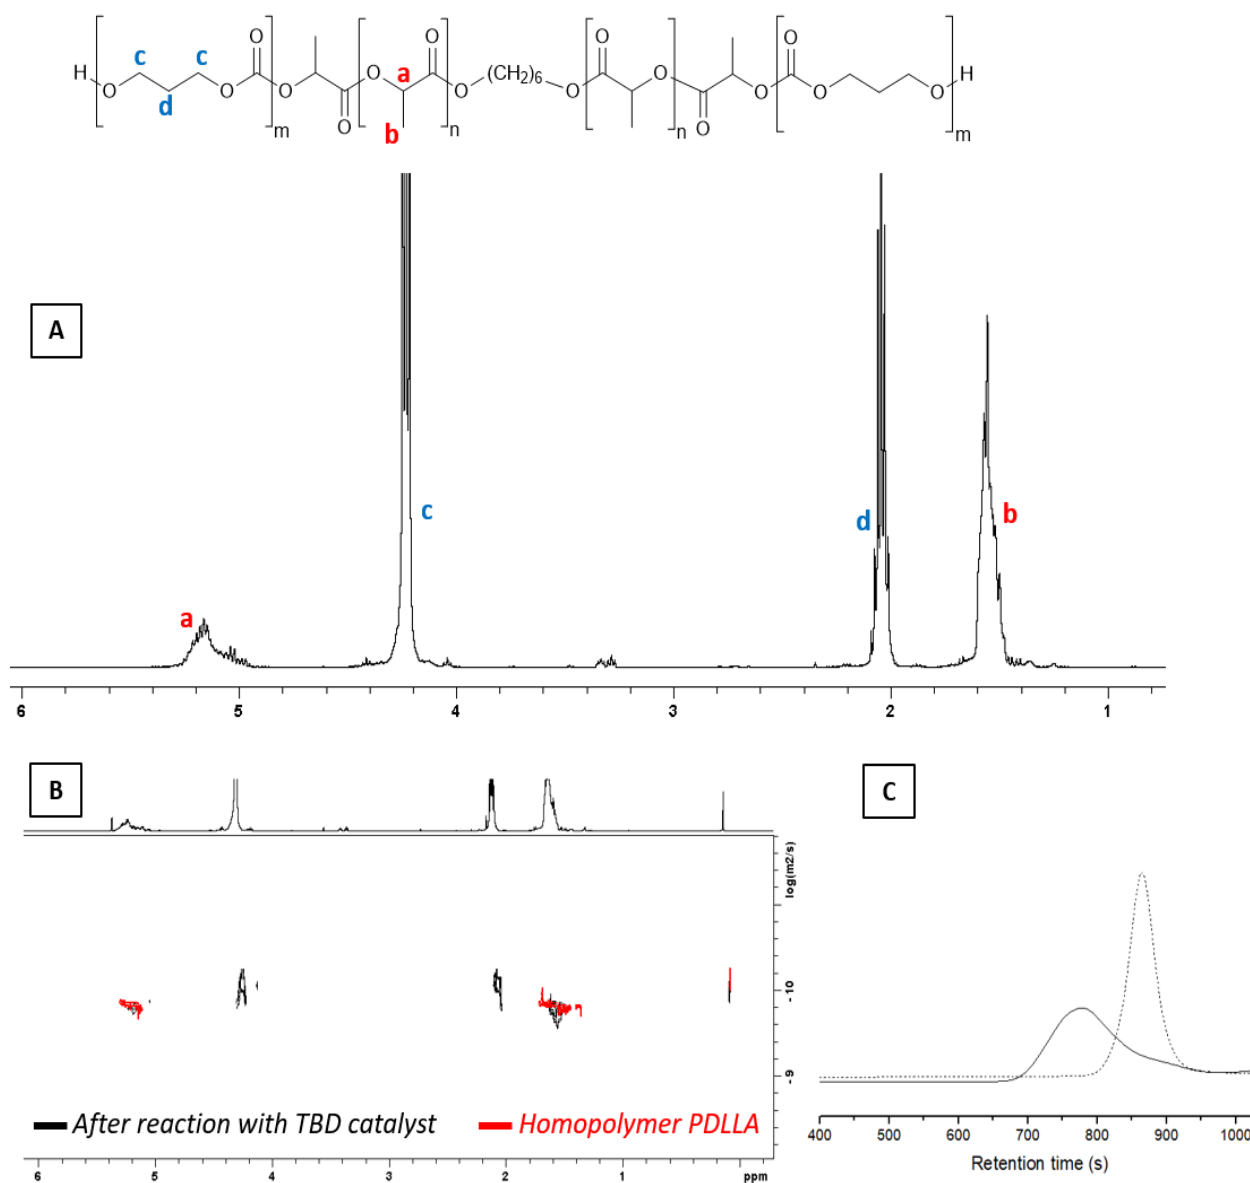 H O c d c O O m O O a b O n O (CH2)6 O O n O O O O m O H
A
a
c
d
b
6 5 4 3 2 1
B
C
log(m2/s)
-10
-9
After reaction with TBD catalyst
Homopolymer PDLLA
6 5 4 3 2 1 ppm
400 500 600 700 800 900 1000
Retention time (s)